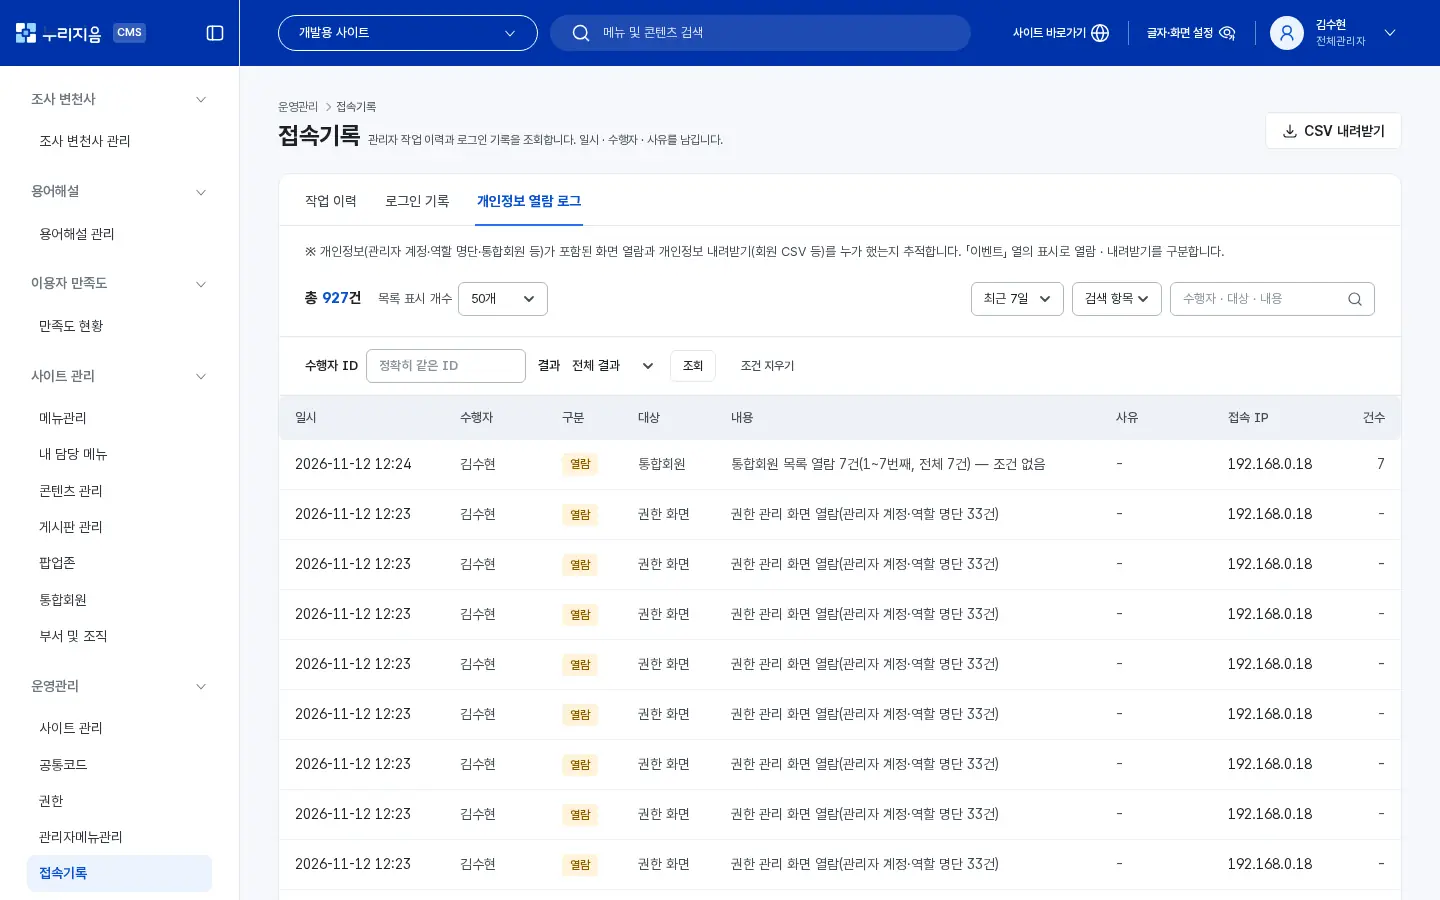 누리지음 CMS
개발용 사이트
메뉴 및 콘텐츠 검색
사이트 바로가기
글자·화면 설정
김수현
전체관리자
조사 변천사
조사 변천사 관리
용어해설
용어해설 관리
이용자 만족도
만족도 현황
사이트 관리
메뉴관리
내 담당 메뉴
콘텐츠 관리
게시판 관리
팝업존
통합회원
부서 및 조직
운영관리
사이트 관리
공통코드
권한
관리자메뉴관리
접속기록
운영관리 > 접속기록
접속기록 관리자 작업 이력과 로그인 기록을 조회합니다. 일시 · 수행자 · 사유를 남깁니다.
CSV 내려받기
작업 이력 로그인 기록 개인정보 열람 로그
※ 개인정보(관리자 계정·역할 명단·통합회원 등)가 포함된 화면 열람과 개인정보 내려받기(회원 CSV 등)를 누가 했는지 추적합니다. 「이벤트」 열의 표시로 열람 · 내려받기를 구분합니다.
총 927건 목록 표시 개수 50개 최근 7일 검색 항목 수행자 · 대상 · 내용
수행자 ID 정확히 같은 ID 결과 전체 결과 조회 조건 지우기
일시 수행자 구분 대상 내용 사유 접속 IP 건수
2026-11-12 12:24 김수현 열람 통합회원 통합회원 목록 열람 7건(1~7번째, 전체 7건) — 조건 없음 - 192.168.0.18 7
2026-11-12 12:23 김수현 열람 권한 화면 권한 관리 화면 열람(관리자 계정·역할 명단 33건) - 192.168.0.18 -
2026-11-12 12:23 김수현 열람 권한 화면 권한 관리 화면 열람(관리자 계정·역할 명단 33건) - 192.168.0.18 -
2026-11-12 12:23 김수현 열람 권한 화면 권한 관리 화면 열람(관리자 계정·역할 명단 33건) - 192.168.0.18 -
2026-11-12 12:23 김수현 열람 권한 화면 권한 관리 화면 열람(관리자 계정·역할 명단 33건) - 192.168.0.18 -
2026-11-12 12:23 김수현 열람 권한 화면 권한 관리 화면 열람(관리자 계정·역할 명단 33건) - 192.168.0.18 -
2026-11-12 12:23 김수현 열람 권한 화면 권한 관리 화면 열람(관리자 계정·역할 명단 33건) - 192.168.0.18 -
2026-11-12 12:23 김수현 열람 권한 화면 권한 관리 화면 열람(관리자 계정·역할 명단 33건) - 192.168.0.18 -
2026-11-12 12:23 김수현 열람 권한 화면 권한 관리 화면 열람(관리자 계정·역할 명단 33건) - 192.168.0.18 -